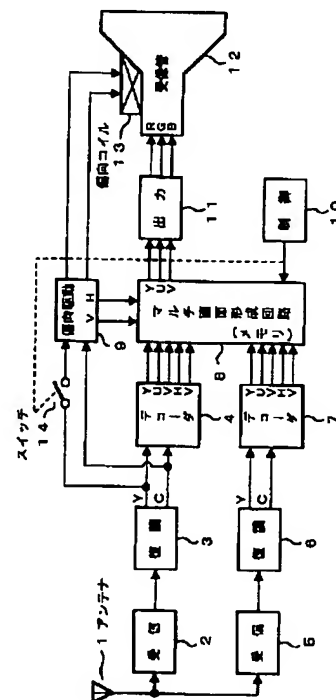 1 アンテナ
受信
2
復調
3
Y
C
デコーダ
4
Y
U
V
H
V
受信
5
復調
6
Y
C
デコーダ
7
Y
U
V
H
V
スイッチ
14
偏向駆動
9
V
H
マルチ画面形成回路
(メモリ)
8
Y
U
V
出力
11
制御
10
R
G
B
偏向コイル
13
受像管
12